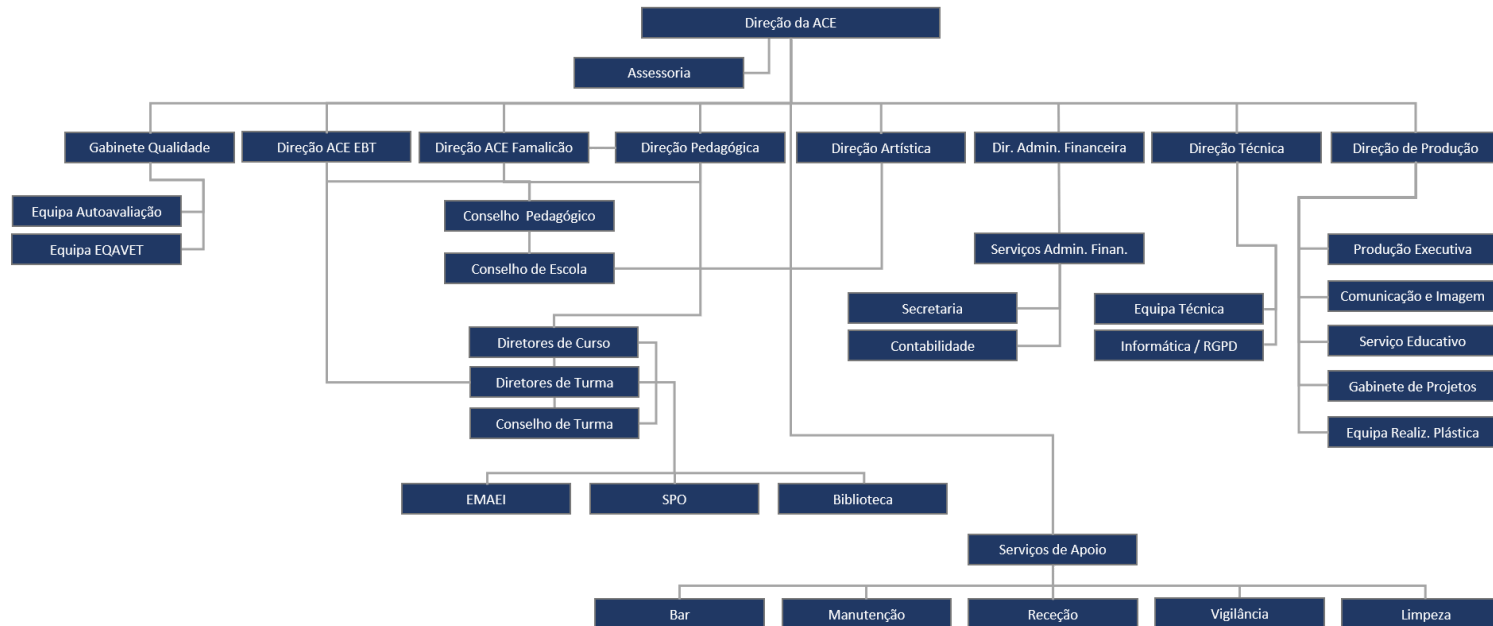 Direção da ACE
Assessoria
Gabinete Qualidade
Direção ACE EBT
Direção ACE Famalicão
Direção Pedagógica
Direção Artística
Dir. Admin. Financeira
Direção Técnica
Direção de Produção
Equipa Autoavaliação
Equipa EQAVET
Conselho Pedagógico
Conselho de Escola
Serviços Admin. Finan.
Secretaria
Contabilidade
Equipa Técnica
Informática / RGPD
Produção Executiva
Comunicação e Imagem
Serviço Educativo
Gabinete de Projetos
Equipa Realiz. Plástica
Diretores de Curso
Diretores de Turma
Conselho de Turma
EMAEI
SPO
Biblioteca
Serviços de Apoio
Bar
Manutenção
Receção
Vigilância
Limpeza